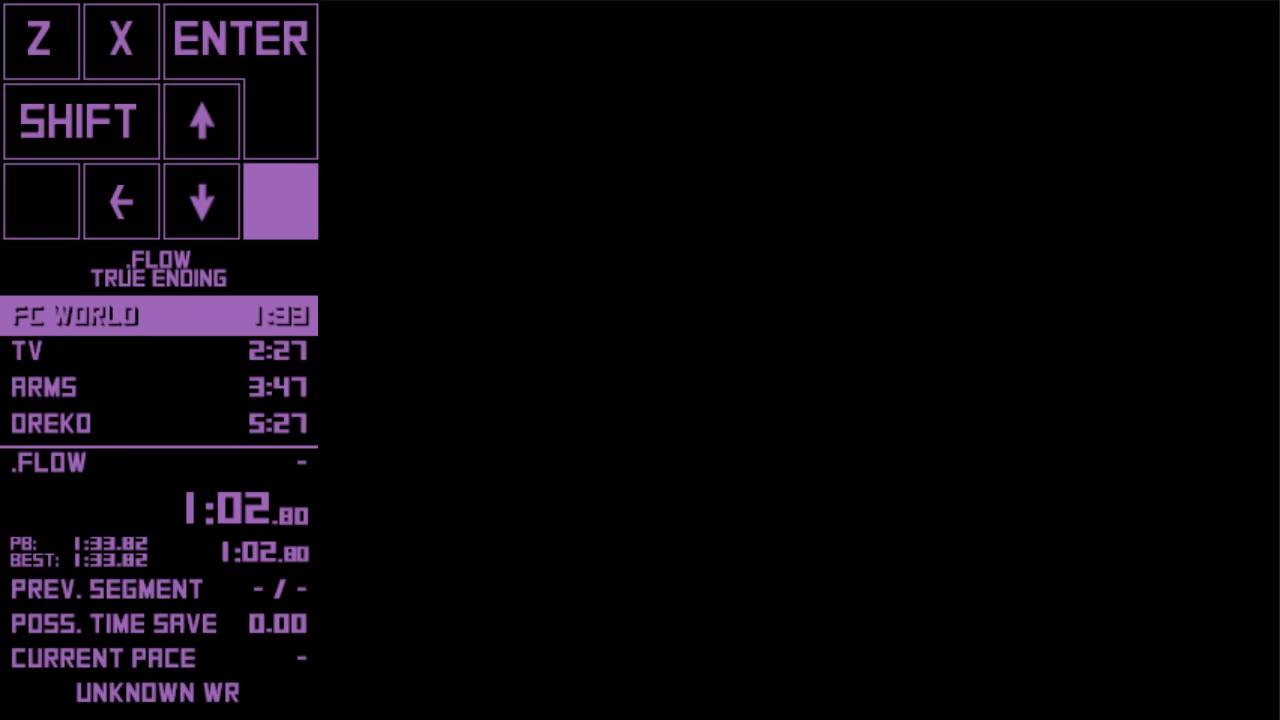 Z X ENTER
SHIFT ↑
← ↓
.FLOW
TRUE ENDING
FC WORLD 1:33
TV 2:27
ARMS 3:47
OREKO 5:27
.FLOW -
1:02.80
PB: 1:33.82 1:02.80
BEST: 1:33.82
PREV. SEGMENT - / -
POSS. TIME SAVE 0.00
CURRENT PACE -
UNKNOWN WR